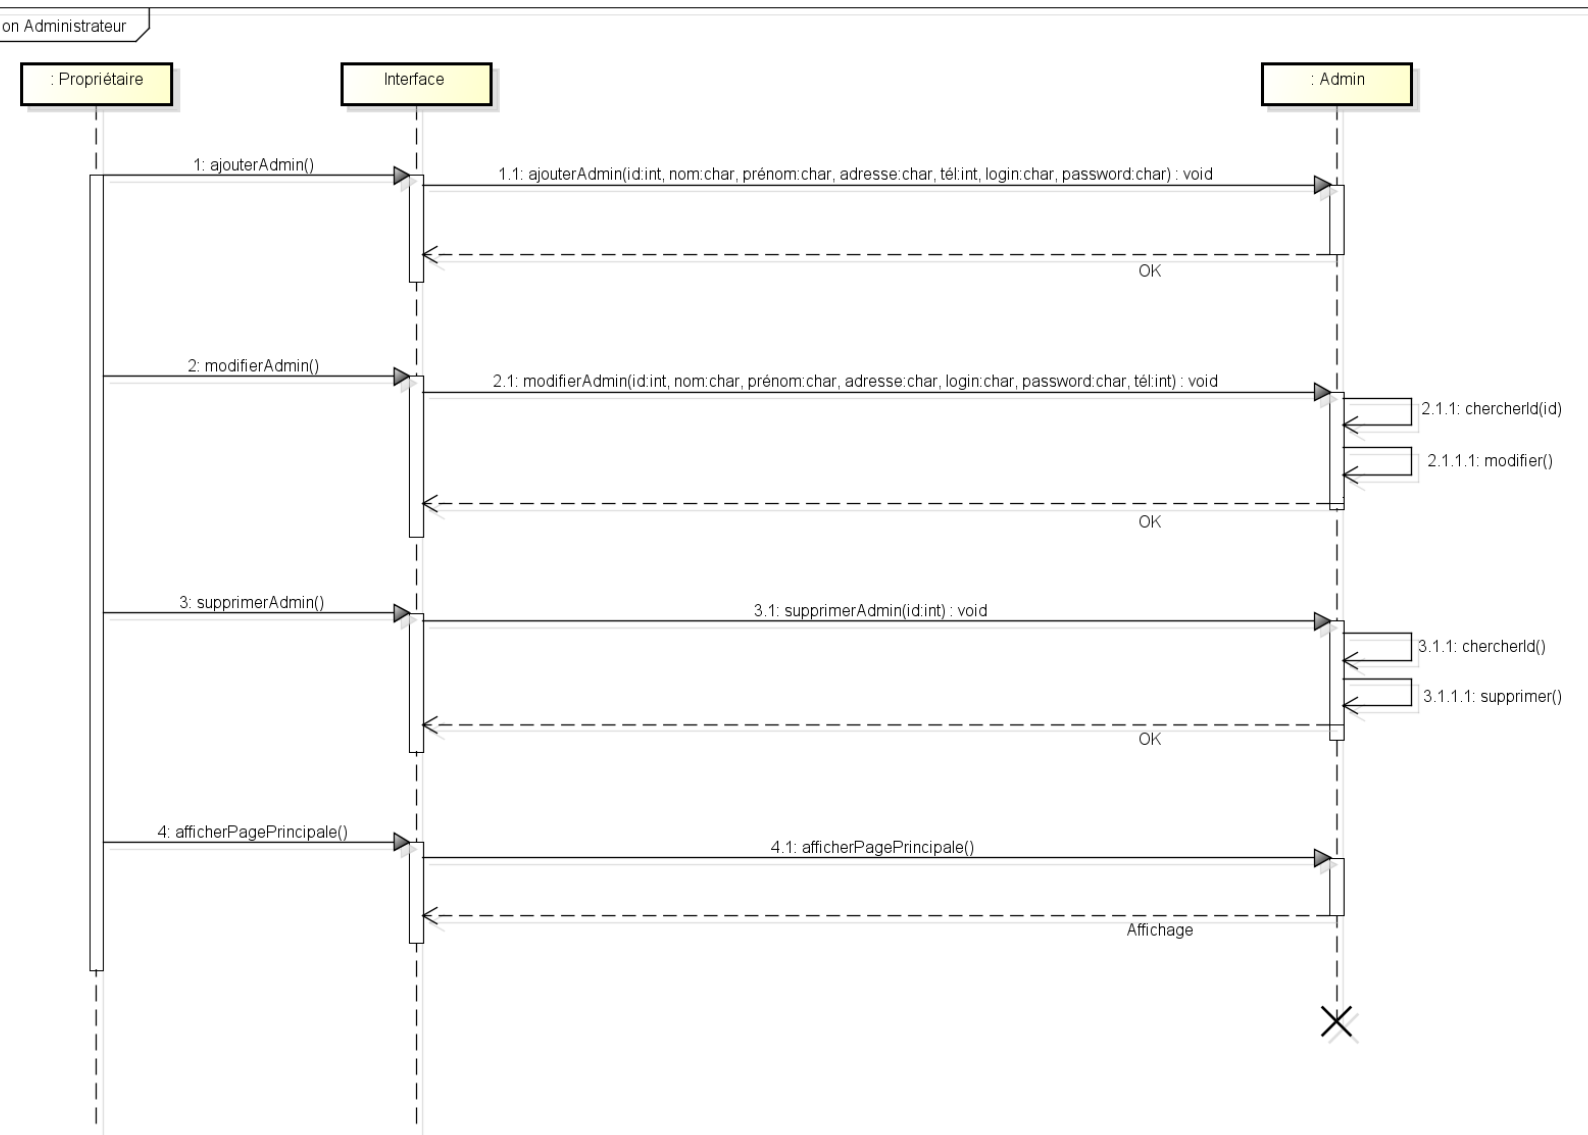 on Administrateur
: Propriétaire
Interface
: Admin
1: ajouterAdmin()
1.1: ajouterAdmin(id:int, nom:char, prénom:char, adresse:char, tél:int, login:char, password:char) : void
OK
2: modifierAdmin()
2.1: modifierAdmin(id:int, nom:char, prénom:char, adresse:char, login:char, password:char, tél:int) : void
2.1.1: chercherId(id)
2.1.1.1: modifier()
OK
3: supprimerAdmin()
3.1: supprimerAdmin(id:int) : void
3.1.1: chercherId()
3.1.1.1: supprimer()
OK
4: afficherPagePrincipale()
4.1: afficherPagePrincipale()
Affichage